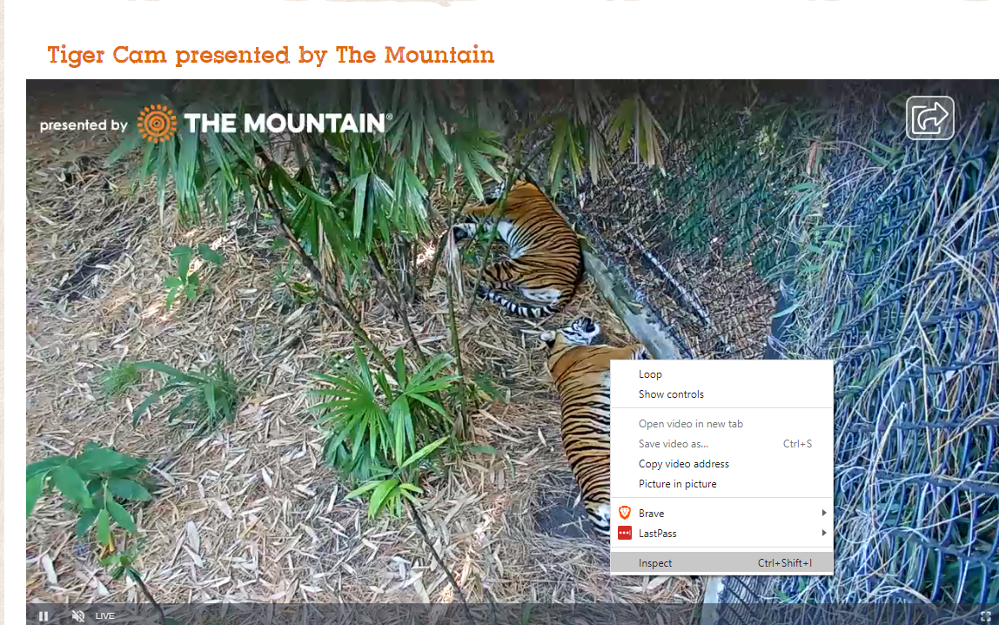 Tiger Cam presented by The Mountain
presented by THE MOUNTAIN®
Loop
Show controls
Open video in new tab
Save video as... Ctrl+S
Copy video address
Picture in picture
Brave
LastPass
Inspect Ctrl+Shift+I
LIVE